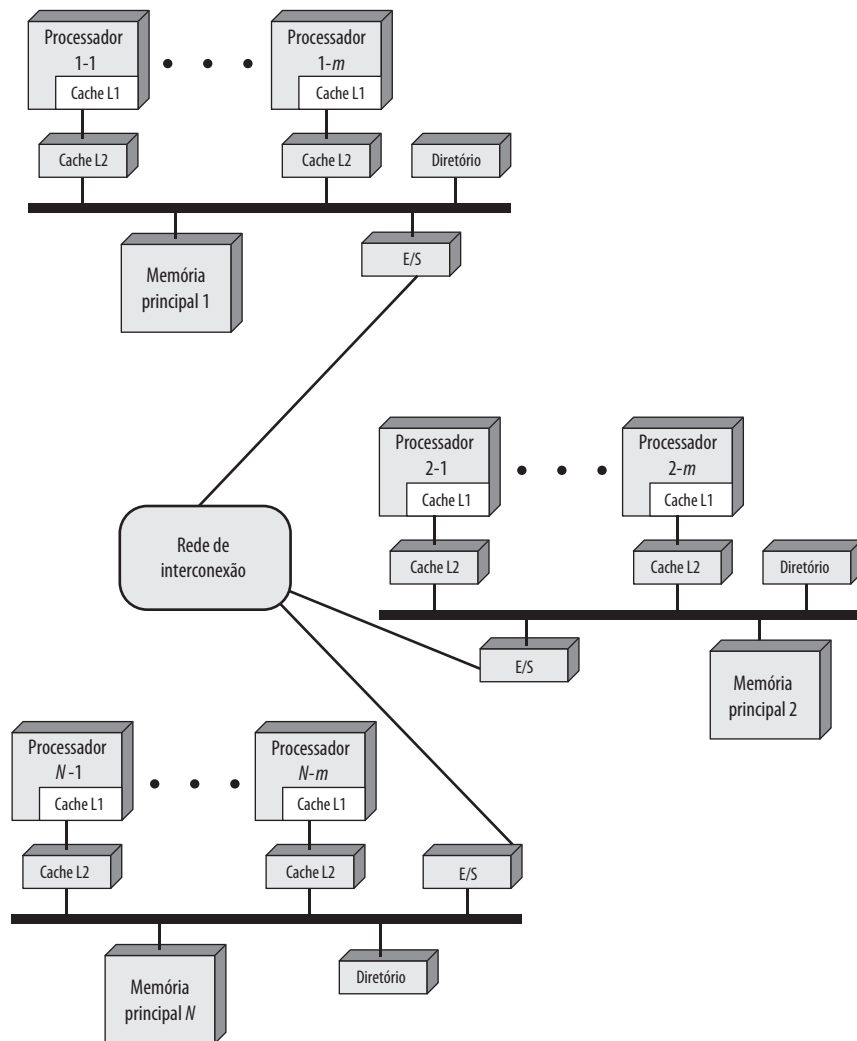 Processador
1-1
Cache L1
Processador
1-m
Cache L1
Cache L2
Cache L2
Diretório
Memória
principal 1
E/S
Processador
2-1
Cache L1
Processador
2-m
Cache L1
Rede de
interconexão
Cache L2
Cache L2
Diretório
E/S
Memória
principal 2
Processador
N-1
Cache L1
Processador
N-m
Cache L1
Cache L2
Cache L2
E/S
Memória
principal N
Diretório